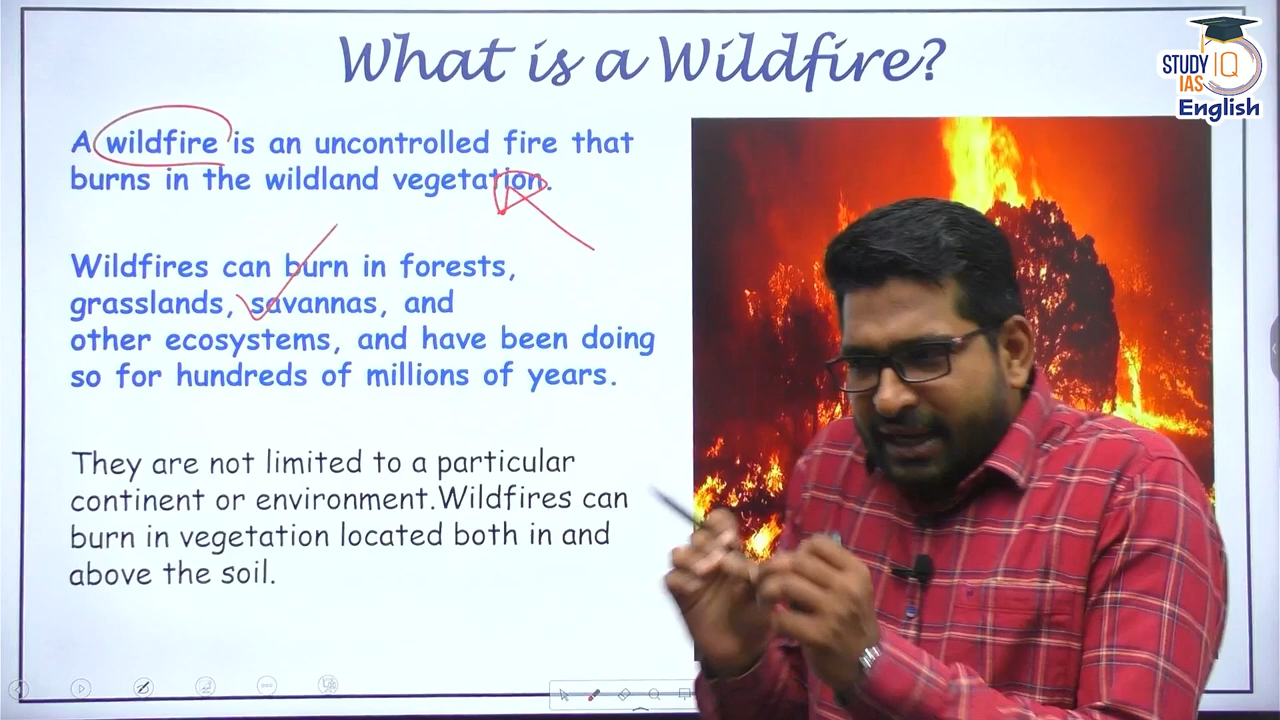 What is a Wildfire?
STUDY IQ
IAS
English
A wildfire is an uncontrolled fire that
burns in the wildland vegetation.
Wildfires can burn in forests,
grasslands, savannas, and
other ecosystems, and have been doing
so for hundreds of millions of years.
They are not limited to a particular
continent or environment.Wildfires can
burn in vegetation located both in and
above the soil.